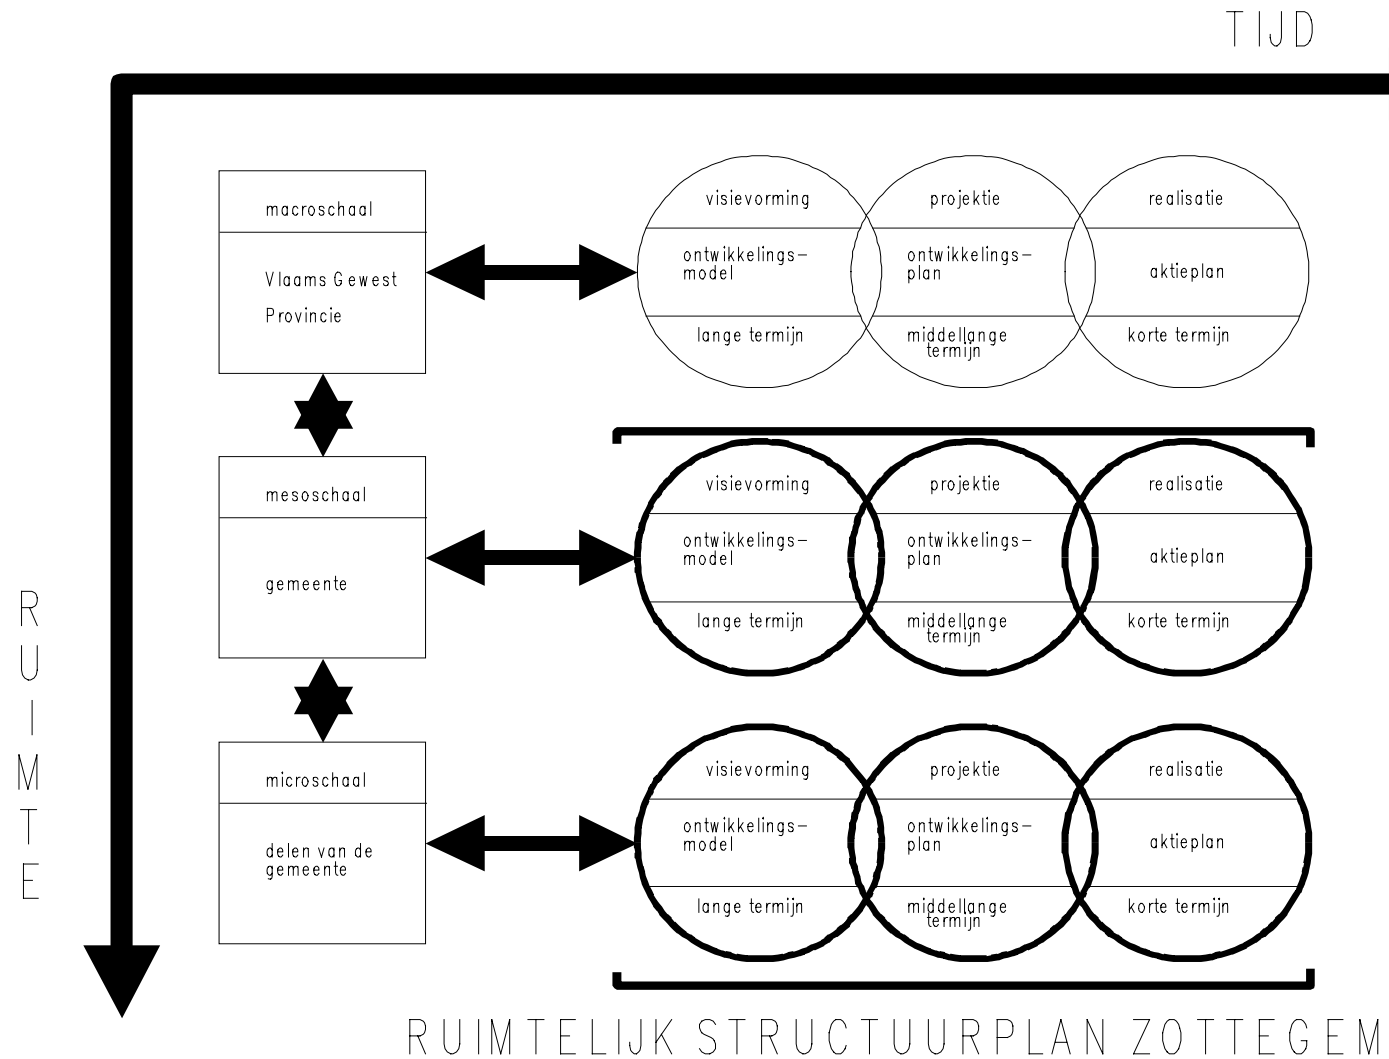 TIJD
macroschaal
Vlaams Gewest
Provincie
visievorming
ontwikkelings-
model
lange termijn
projektie
ontwikkelings-
plan
middellange
termijn
realisatie
aktieplan
korte termijn
mesoschaal
gemeente
visievorming
ontwikkelings-
model
lange termijn
projektie
ontwikkelings-
plan
middellange
termijn
realisatie
aktieplan
korte termijn
RUIMTE
microschaal
delen van de
gemeente
visievorming
ontwikkelings-
model
lange termijn
projektie
ontwikkelings-
plan
middellange
termijn
realisatie
aktieplan
korte termijn
RUIMTELIJK STRUCTUURPLAN ZOTTEGEM